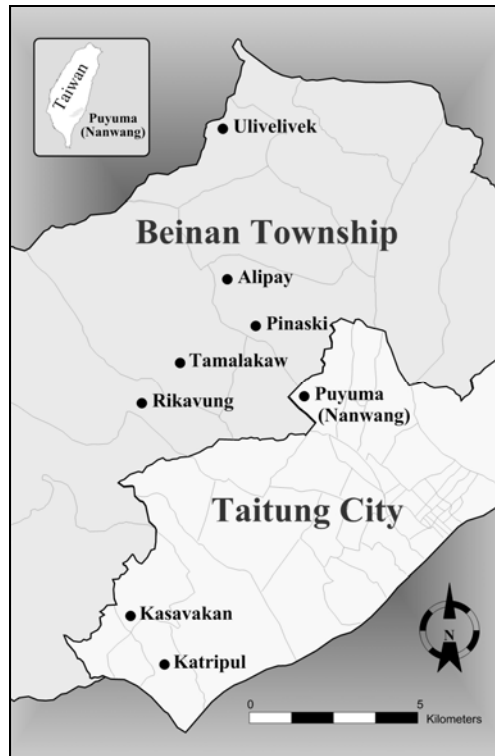 Taiwan
Puyuma
(Nanwang)
Ulivelivek
Beinan Township
Alipay
Pinaski
Tamalakaw
Rikavung
Puyuma
(Nanwang)
Taitung City
Kasavakan
Katripul
N
0 5
Kilometers